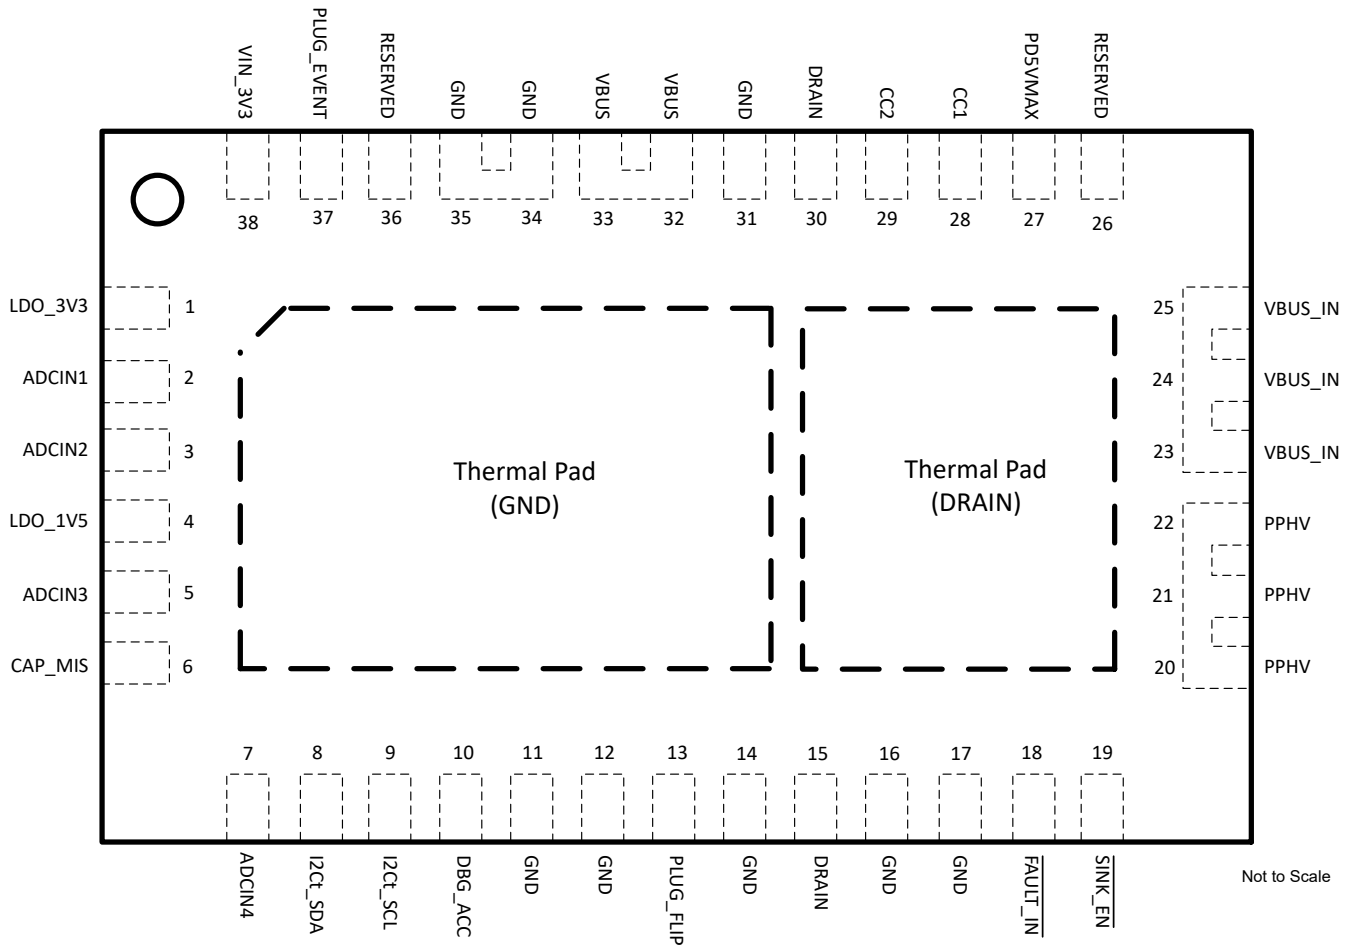 VIN_3V3
PLUG_EVENT
RESERVED
GND
GND
VBUS
VBUS
GND
DRAIN
CC2
CC1
PD5VMAX
RESERVED
38
37
36
35
34
33
32
31
30
29
28
27
26
LDO_3V3 1
ADCIN1 2
ADCIN2 3
LDO_1V5 4
ADCIN3 5
CAP_MIS 6
Thermal Pad
(GND)
Thermal Pad
(DRAIN)
25 VBUS_IN
24 VBUS_IN
23 VBUS_IN
22 PPHV
21 PPHV
20 PPHV
7
8
9
10
11
12
13
14
15
16
17
18
19
ADCIN4
I2Ct_SDA
I2Ct_SCL
DBG_ACC
GND
GND
PLUG_FLIP
GND
DRAIN
GND
GND
FAULT_IN
SINK_EN
Not to Scale